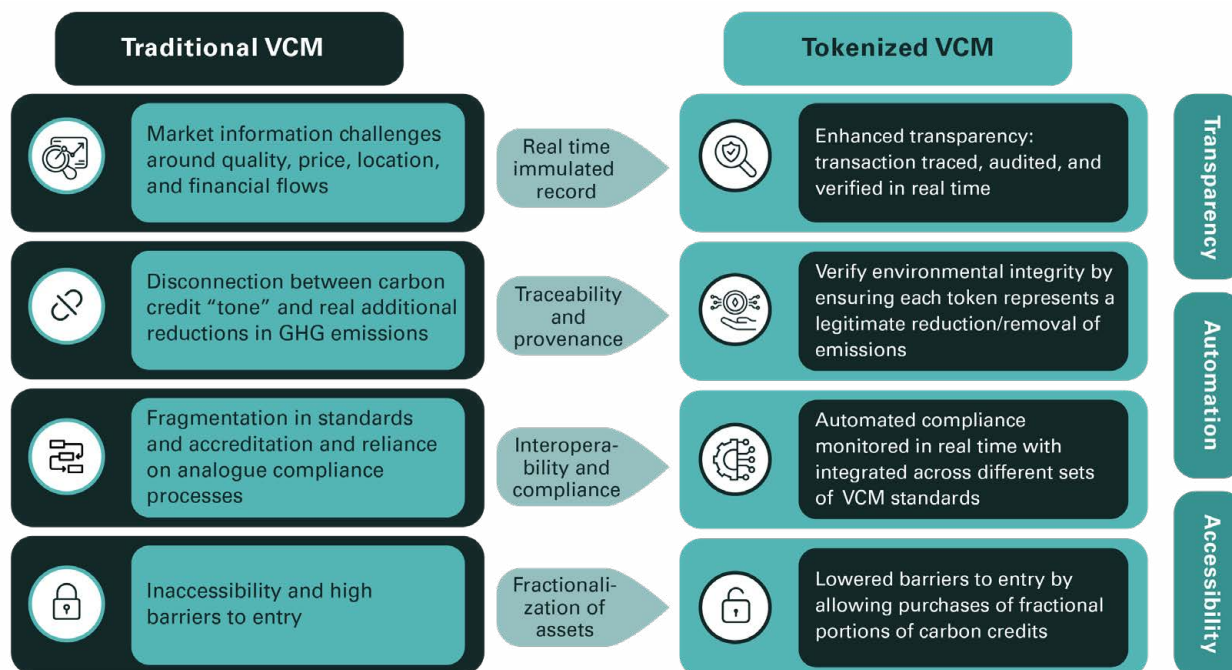 Traditional VCM
Tokenized VCM
Market information challenges
around quality, price, location,
and financial flows
Real time
immulated
record
Enhanced transparency:
transaction traced, audited, and
verified in real time
Disconnection between carbon
credit “tone” and real additional
reductions in GHG emissions
Traceability
and
provenance
Verify environmental integrity by
ensuring each token represents a
legitimate reduction/removal of
emissions
Fragmentation in standards
and accreditation and reliance
on analogue compliance
processes
Interopera-
bility and
compliance
Automated compliance
monitored in real time with
integrated across different sets
of VCM standards
Inaccessibility and high
barriers to entry
Fractionali-
zation of
assets
Lowered barriers to entry by
allowing purchases of fractional
portions of carbon credits
Transparency
Automation
Accessibility